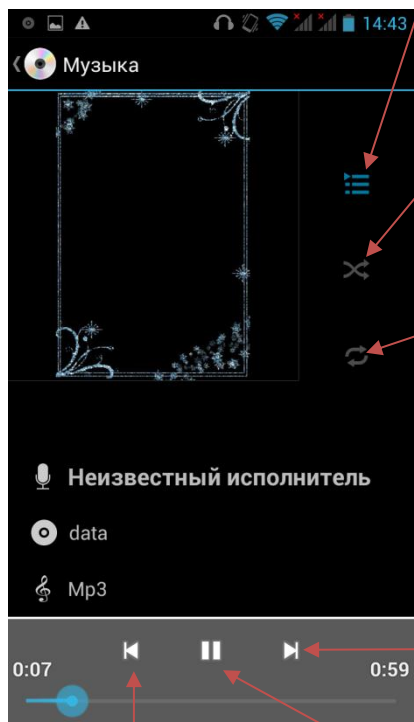 14:43
Музыка
Неизвестный исполнитель
data
Mp3
0:07 0:59